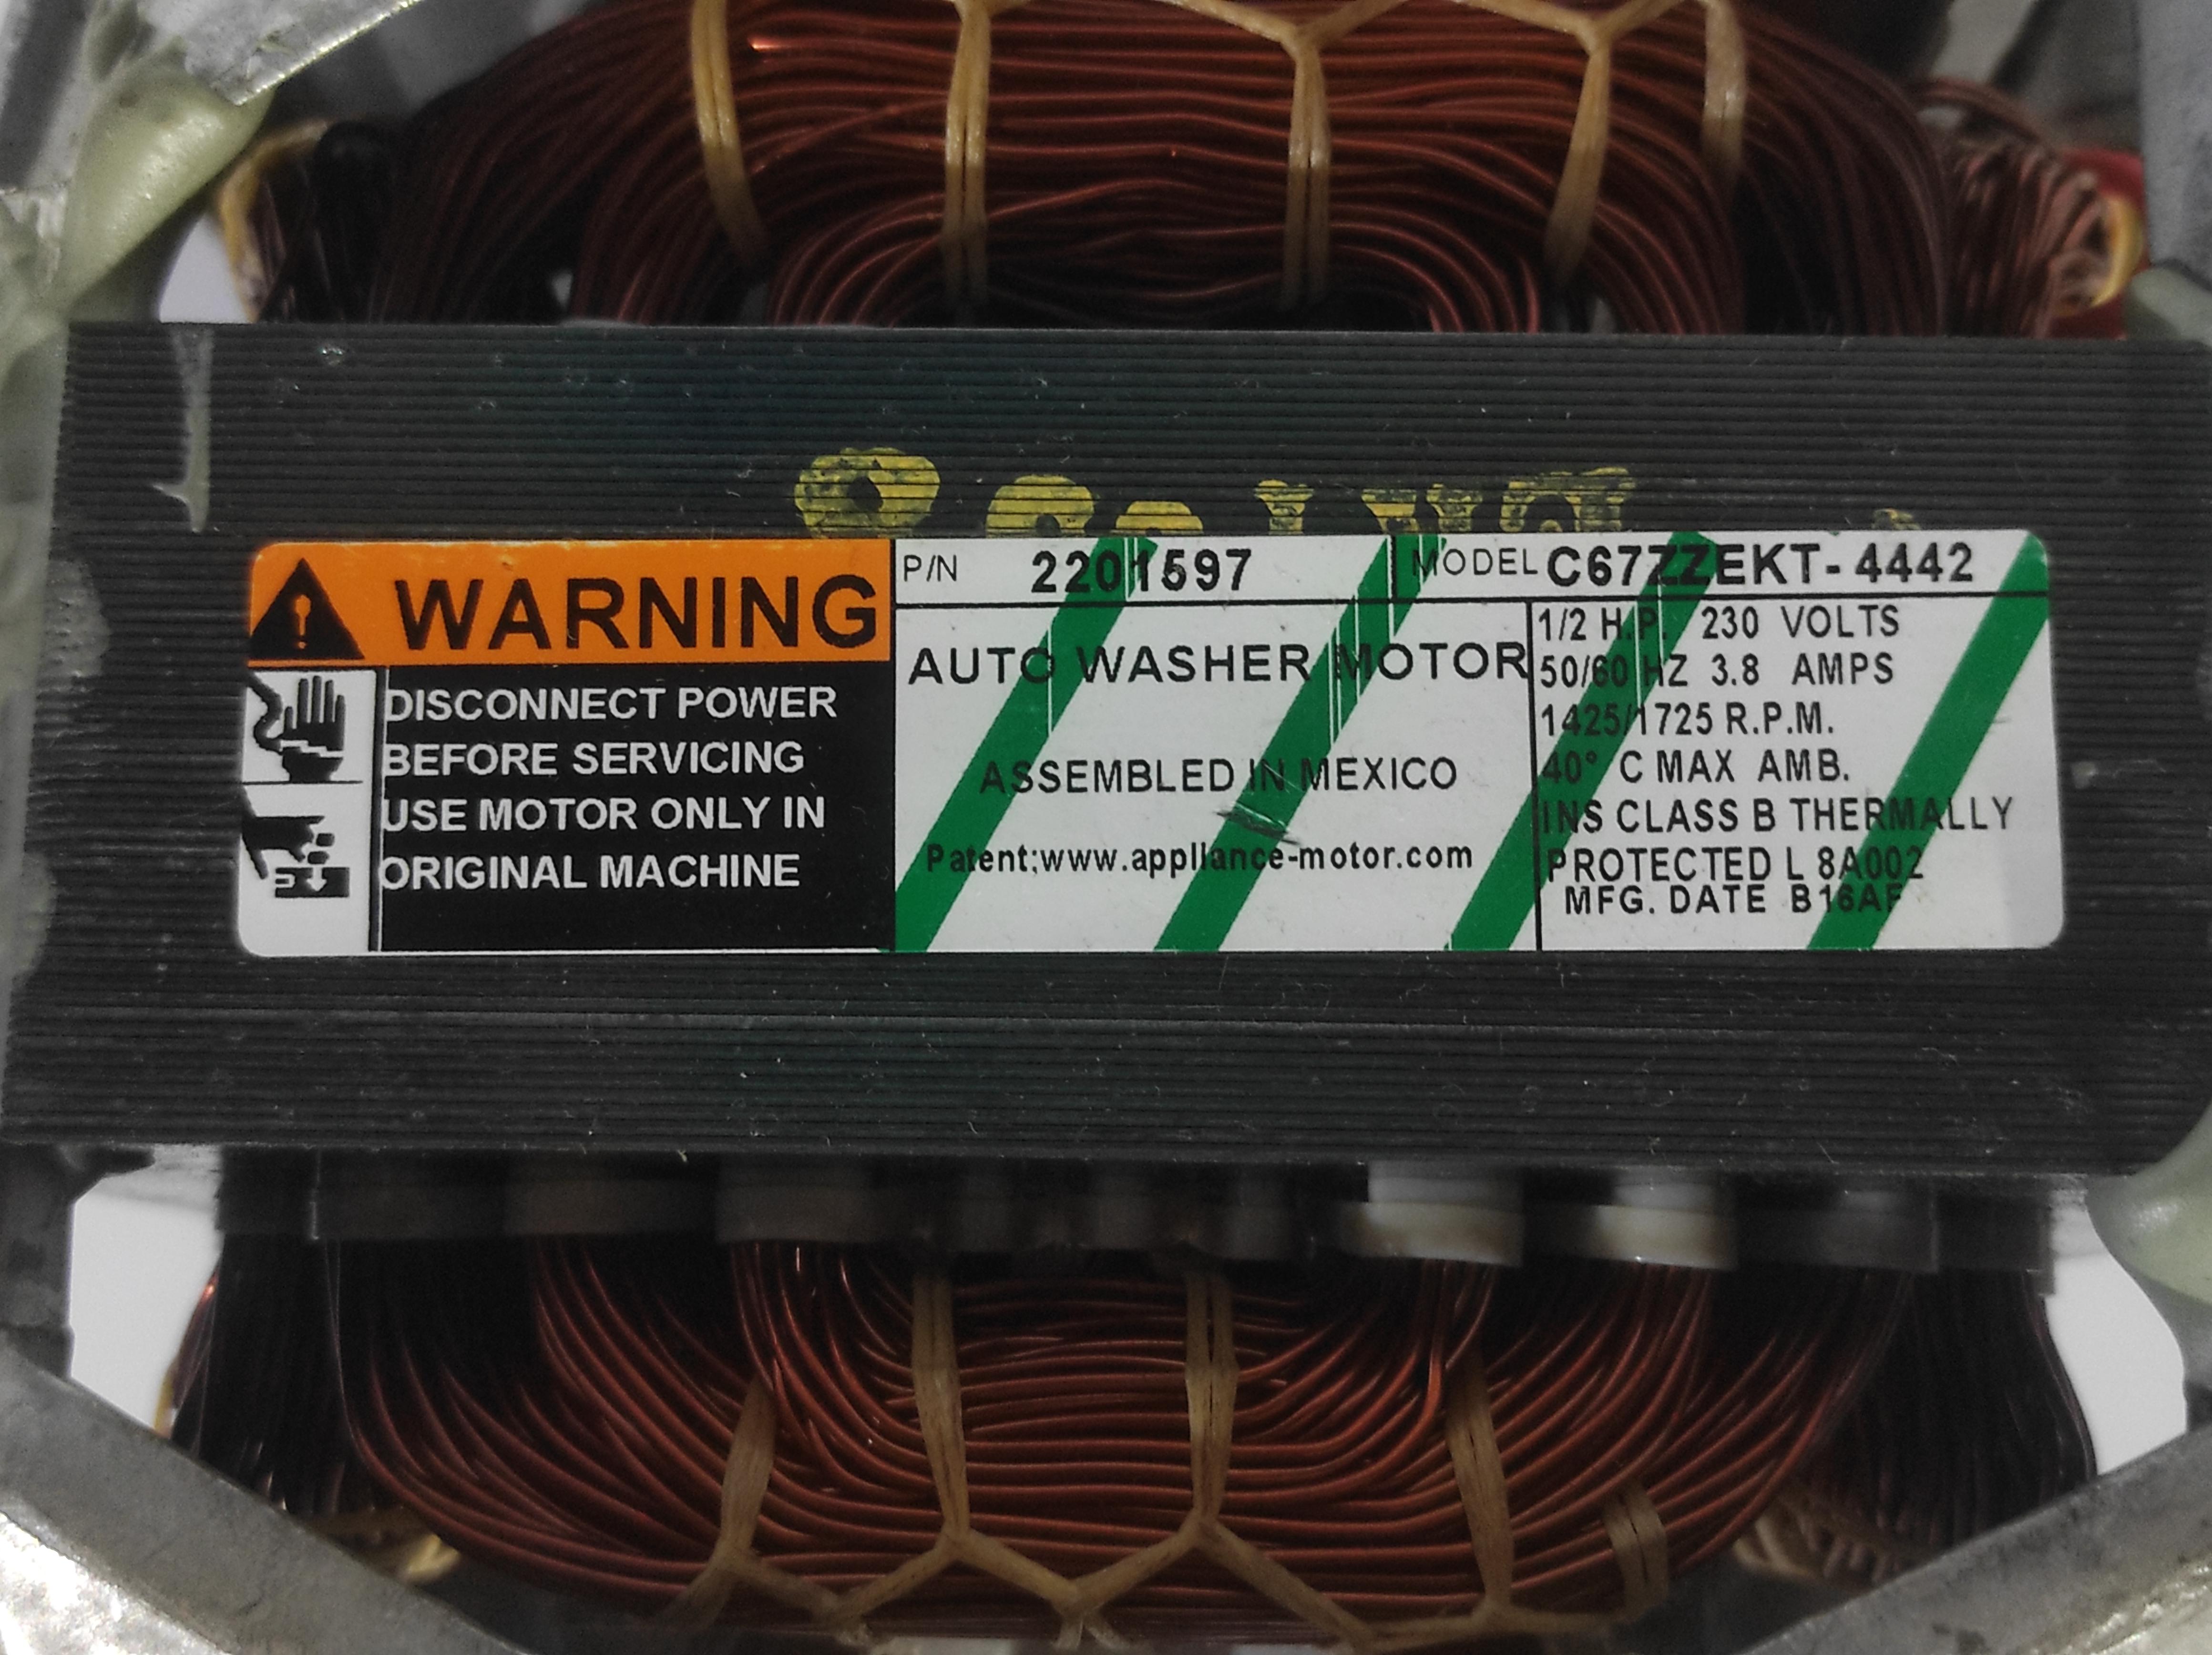 WARNING
DISCONNECT POWER
BEFORE SERVICING
USE MOTOR ONLY IN
ORIGINAL MACHINE
P/N 2201597
MODEL C67ZZEKT-4442
AUTO WASHER MOTOR
ASSEMBLED IN MEXICO
Patent:www.appliance-motor.com
1/2 H.P. 230 VOLTS
50/60 HZ 3.8 AMPS
1425/1725 R.P.M.
40° C MAX AMB.
INS CLASS B THERMALLY
PROTECTED L 8A002
MFG. DATE B16AF